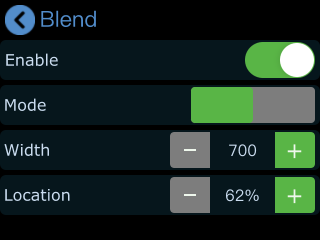 Blend
Enable
Mode
Width − 700 +
Location − 62% +